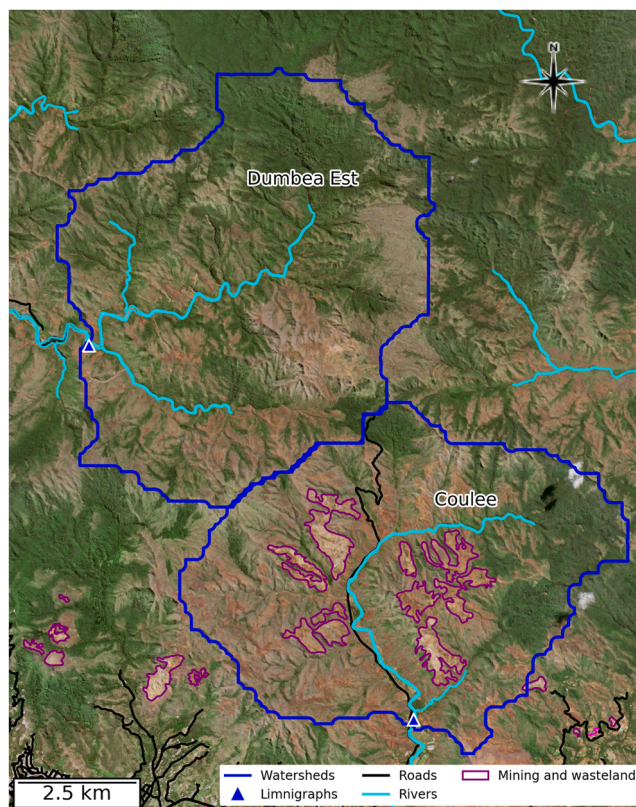 N
Dumbea Est
Coulee
2.5 km
Watersheds
Roads
Mining and wasteland
Limnigraphs
Rivers